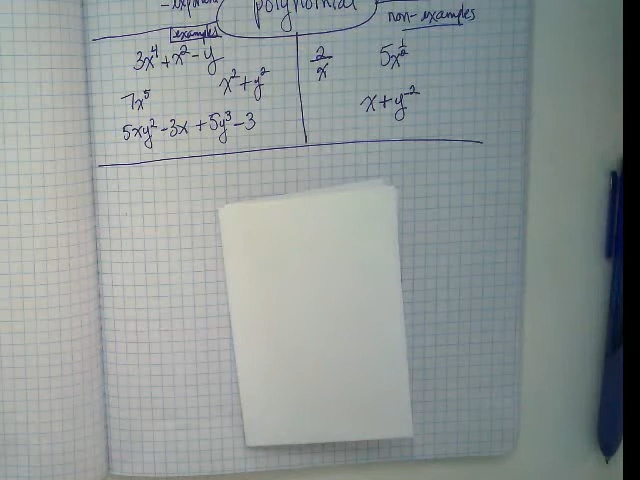 polynomial
examples
non-examples
3x⁴ + x² - y
x² + y²
7x⁵
5xy² - 3x + 5y³ - 3
2/x
5x^(1/2)
x + y⁻²